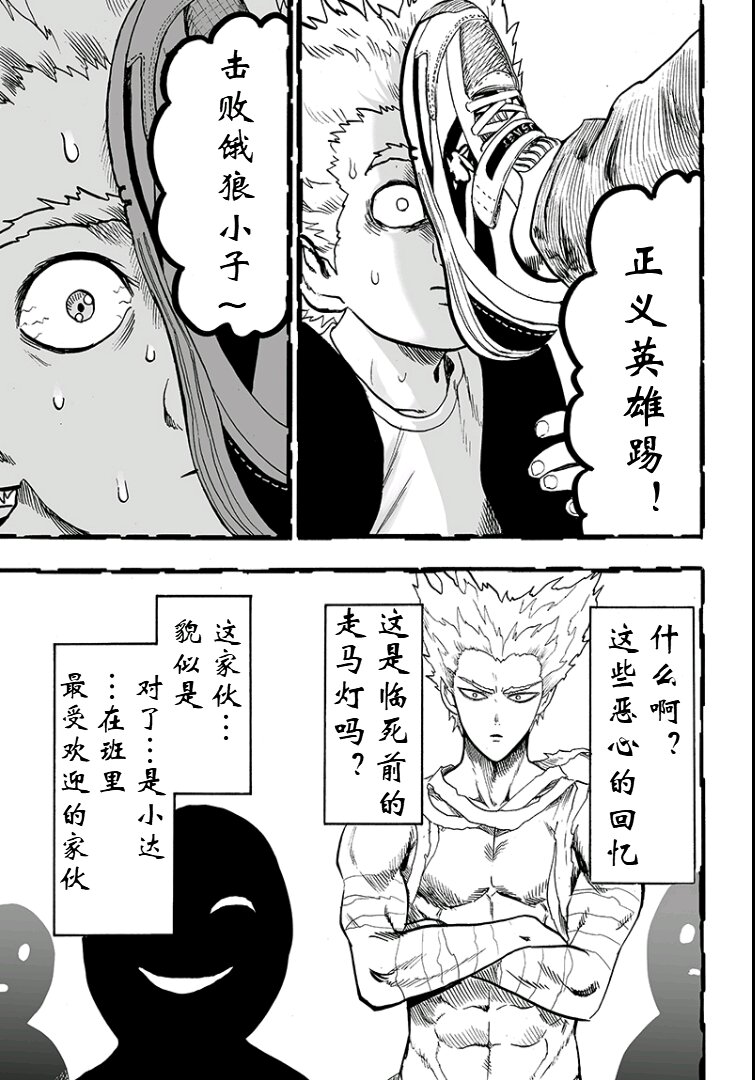 正义英雄踢！
击败饿狼小子～
什么啊？
这些恶心的回忆
这是临死前的
走马灯吗？
这家伙…
貌似是
对了…是小达
…在班里
最受欢迎的家伙